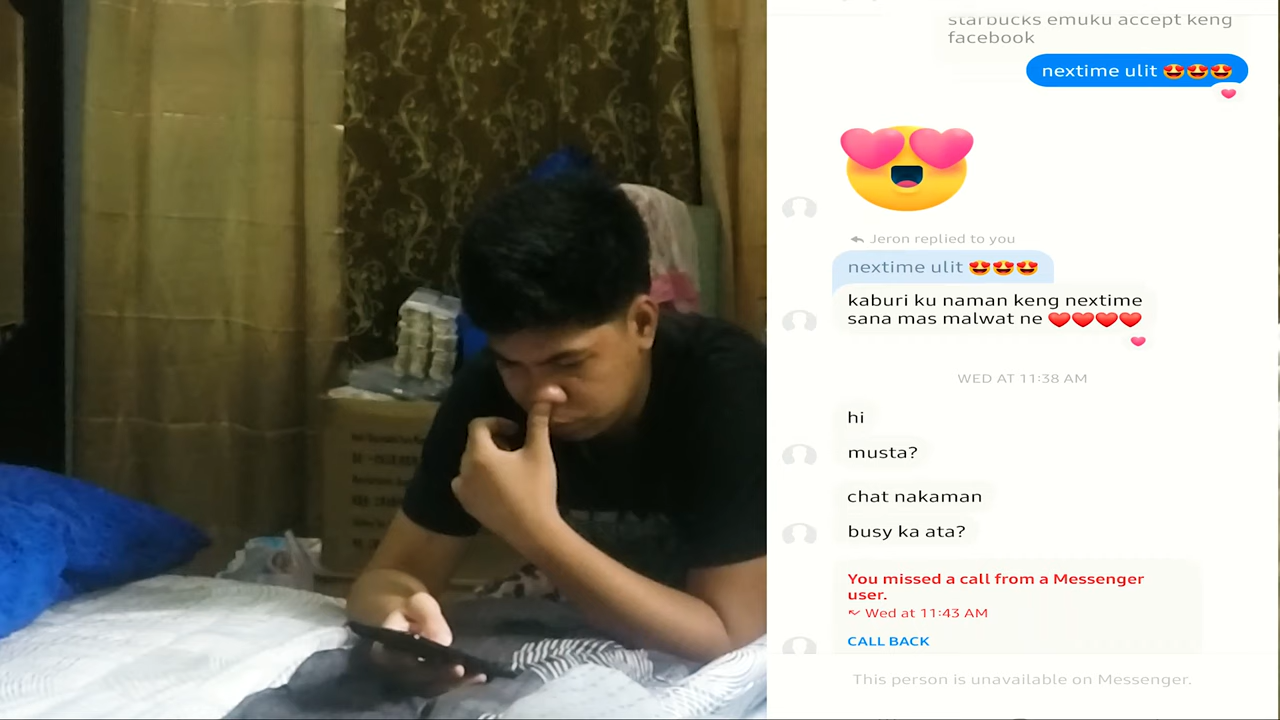 starbucks emuku accept keng
facebook
nextime ulit 😍😍😍
Jeron replied to you
nextime ulit 😍😍😍
kaburi ku naman keng nextime
sana mas malwat ne ❤❤❤❤
WED AT 11:38 AM
hi
musta?
chat nakaman
busy ka ata?
You missed a call from a Messenger
user.
Wed at 11:43 AM
CALL BACK
This person is unavailable on Messenger.